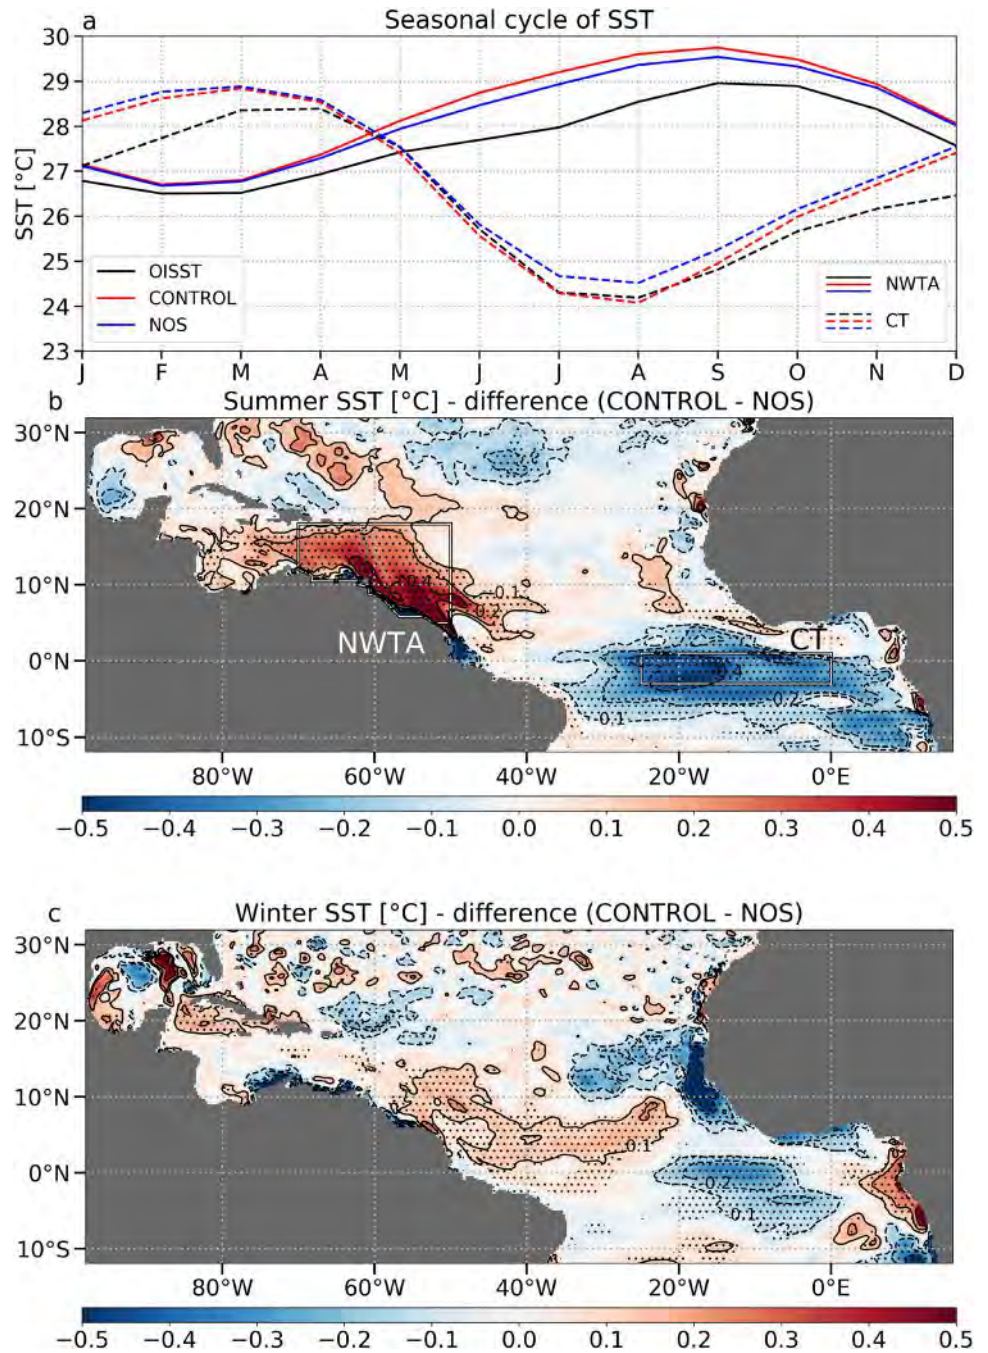 a Seasonal cycle of SST
30
29
28
27
26
25
24
23
SST [°C]
OISST
CONTROL
NOS
NWTA
CT
J F M A M J J A S O N D
b Summer SST [°C] - difference (CONTROL - NOS)
30°N
20°N
10°N
0°N
10°S
NWTA
CT
0.4
-0.1
0.2
0.2
0.1
80°W 60°W 40°W 20°W 0°E
−0.5 −0.4 −0.3 −0.2 −0.1 0.0 0.1 0.2 0.3 0.4 0.5
c Winter SST [°C] - difference (CONTROL - NOS)
30°N
20°N
10°N
0°N
10°S
0.1
0.2
0.1
80°W 60°W 40°W 20°W 0°E
−0.5 −0.4 −0.3 −0.2 −0.1 0.0 0.1 0.2 0.3 0.4 0.5